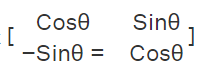 [ Cosθ Sinθ ]
−Sinθ = Cosθ